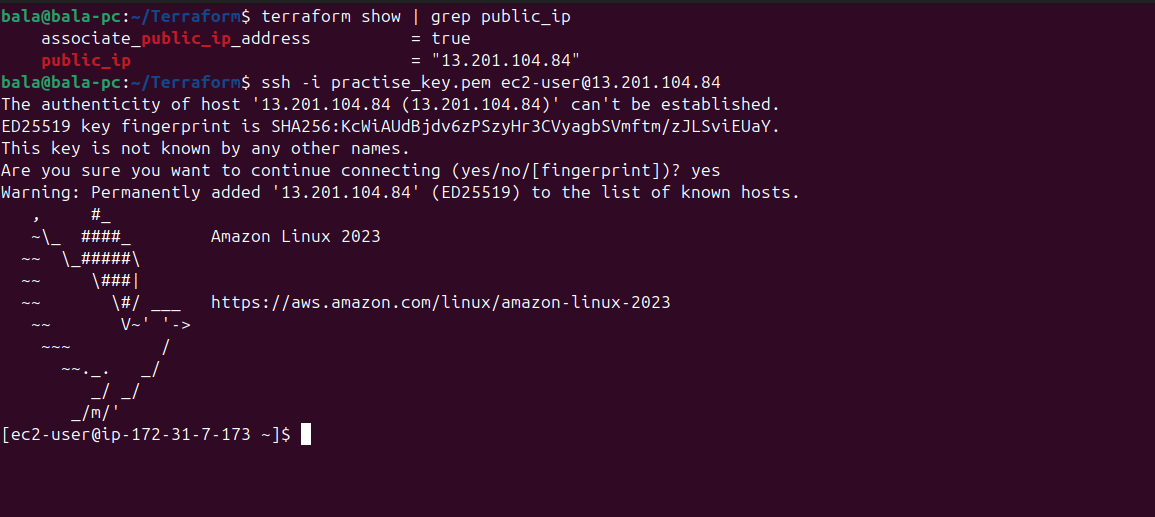 bala@bala-pc:~/Terraform$ terraform show | grep public_ip
    associate_public_ip_address          = true
    public_ip                            = "13.201.104.84"
bala@bala-pc:~/Terraform$ ssh -i practise_key.pem ec2-user@13.201.104.84
The authenticity of host '13.201.104.84 (13.201.104.84)' can't be established.
ED25519 key fingerprint is SHA256:KcWiAUdBjdv6zPSzyHr3CVyagbSVmftm/zJLSviEUaY.
This key is not known by any other names.
Are you sure you want to continue connecting (yes/no/[fingerprint])? yes
Warning: Permanently added '13.201.104.84' (ED25519) to the list of known hosts.
   ,     #_
   ~\_  ####_        Amazon Linux 2023
  ~~  \_#####\
  ~~     \###|
  ~~       \#/ ___   https://aws.amazon.com/linux/amazon-linux-2023
   ~~       V~' '->
    ~~~         /
      ~~._.   _/
         _/ _/
       _/m/'
[ec2-user@ip-172-31-7-173 ~]$